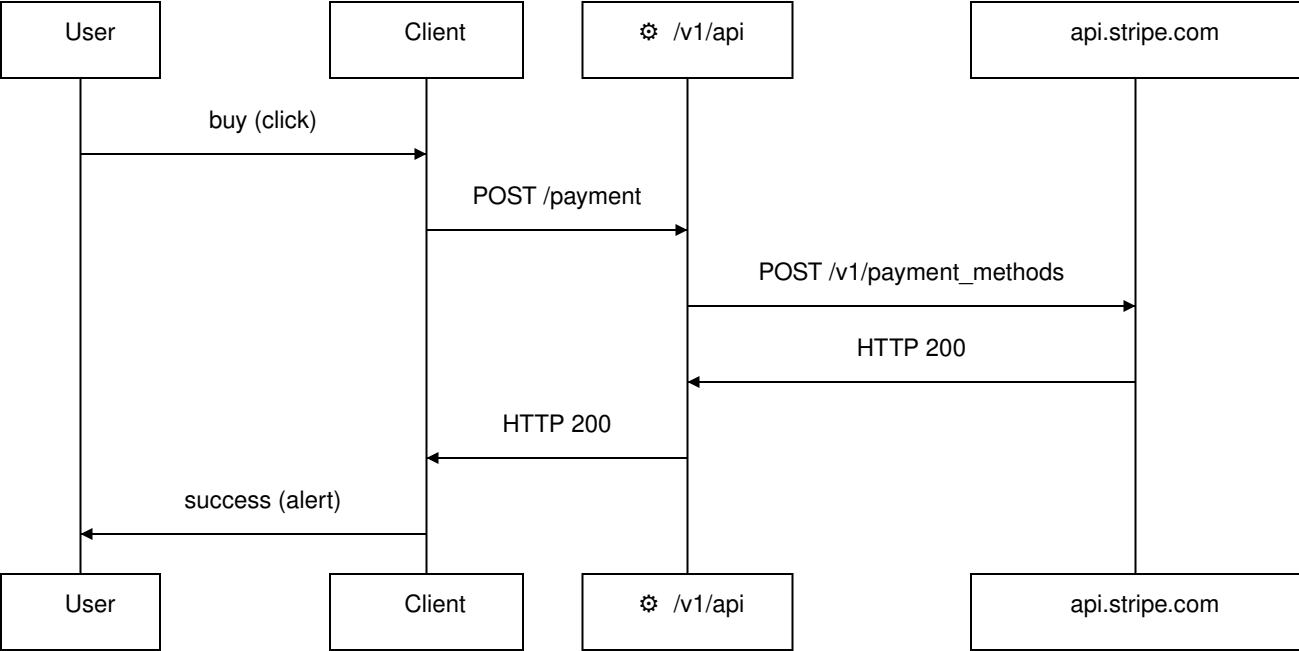 User Client ⚙ /v1/api api.stripe.com
buy (click)
POST /payment
POST /v1/payment_methods
HTTP 200
HTTP 200
success (alert)
User Client ⚙ /v1/api api.stripe.com